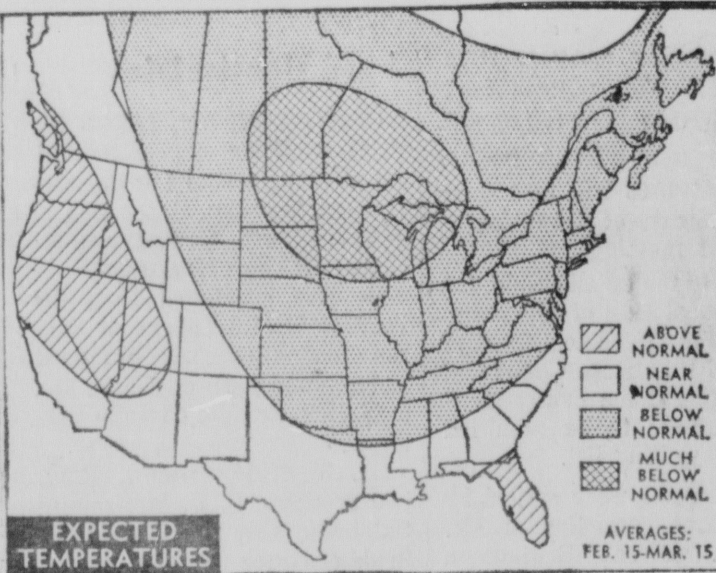 ABOVE
NORMAL
NEAR
NORMAL
BELOW
NORMAL
MUCH
BELOW
NORMAL
EXPECTED
TEMPERATURES
AVERAGES:
FEB. 15-MAR. 15